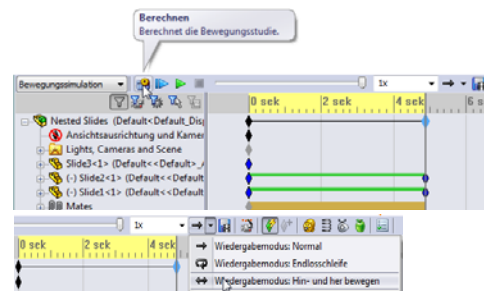 Berechnen
Berechnet die Bewegungsstudie.
Bewegungssimulation 1x
0 sek 2 sek 4 sek 6 s
Nested Slides (Default<Default_Disp
Ansichtsausrichtung und Kamer
Lights, Cameras and Scene
Slide3<1> (Default<<Default>_
(-) Slide2<1> (Default<<Default
(-) Slide1<1> (Default<<Default
Mates
1x
0 sek 2 sek 4 sek
Wiedergabemodus: Normal
Wiedergabemodus: Endlosschleife
Wiedergabemodus: Hin- und her bewegen